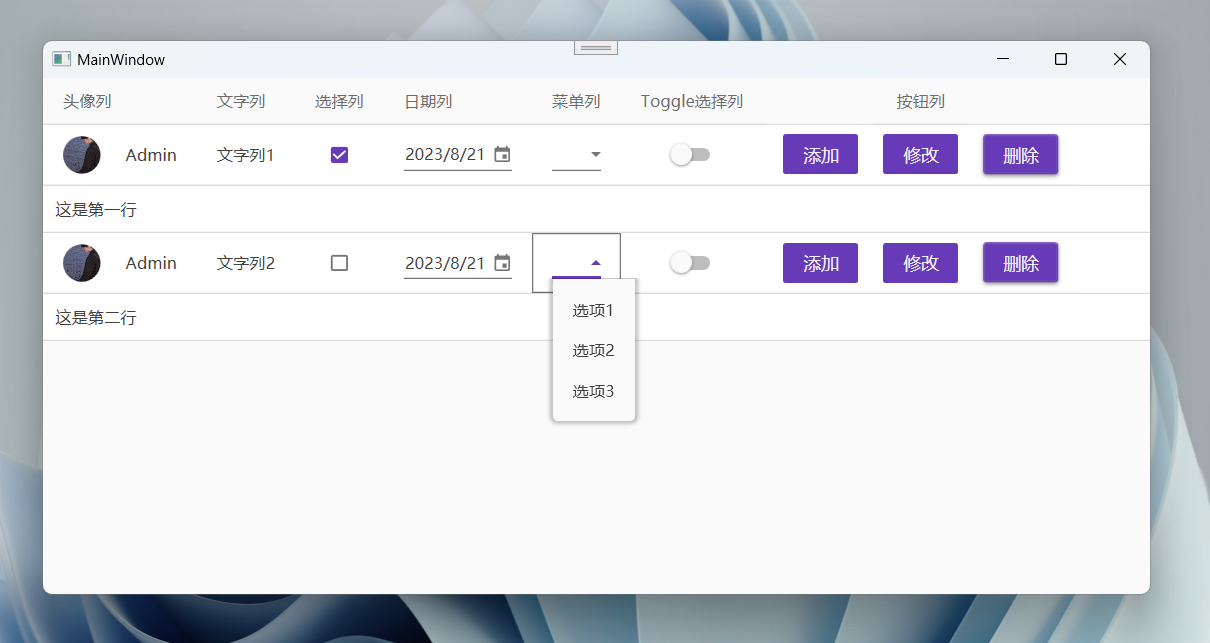 MainWindow
头像列 文字列 选择列 日期列 菜单列 Toggle选择列 按钮列
Admin 文字列1 2023/8/21 添加 修改 删除
这是第一行
Admin 文字列2 2023/8/21 添加 修改 删除
选项1
这是第二行
选项2
选项3